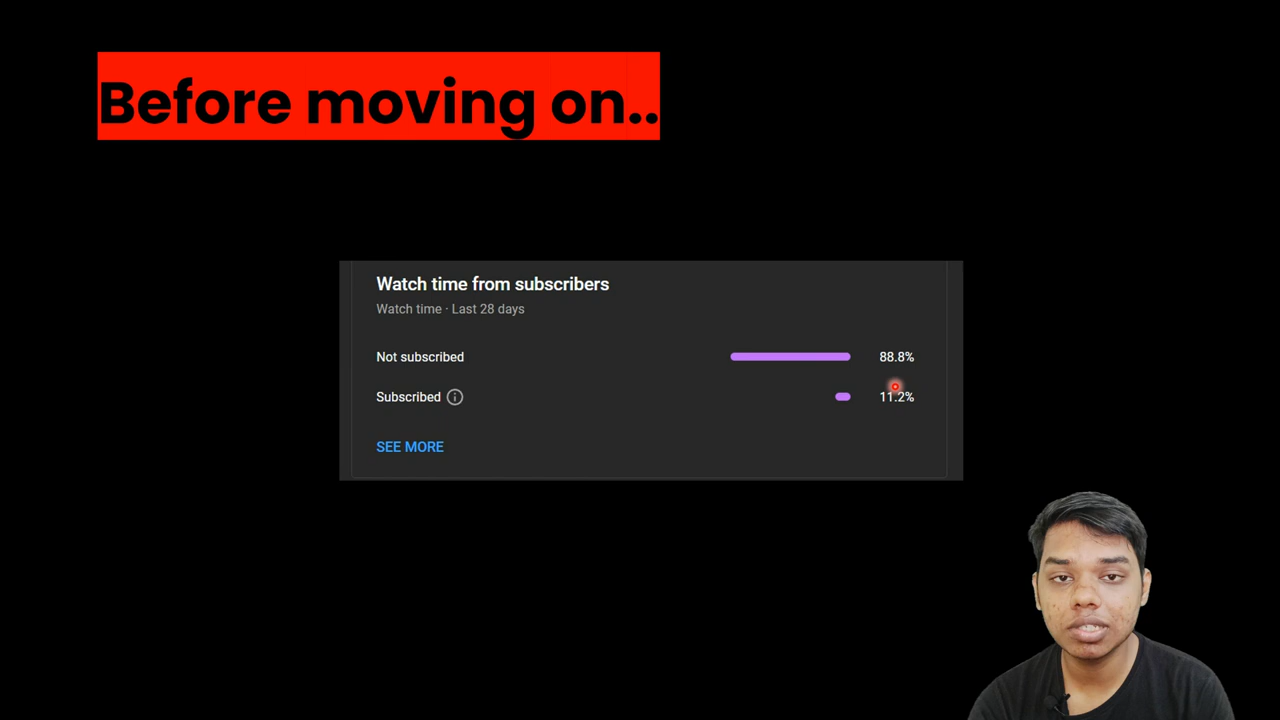 Before moving on..
Watch time from subscribers
Watch time · Last 28 days
Not subscribed 88.8%
Subscribed 11.2%
SEE MORE